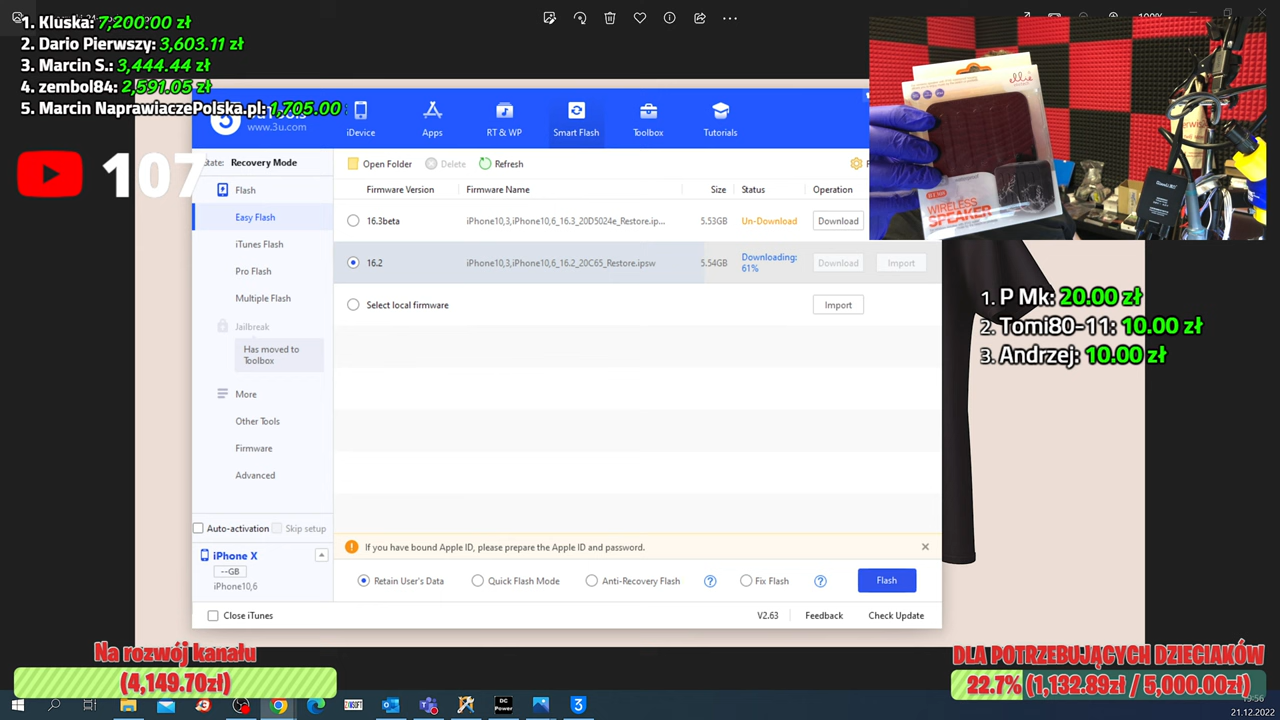 1. Kluska: 7,200.00 zł
2. Dario Pierwszy: 3,603.11 zł
3. Marcin S.: 3,444.44 zł
4. zembol84: 2,591.05 zł
5. Marcin NaprawiaczePolska.pl: 1,705.00
107
100%
www.3u.com
iDevice
Apps
RT & WP
Smart Flash
Toolbox
Tutorials
State: Recovery Mode
Flash
Easy Flash
iTunes Flash
Pro Flash
Multiple Flash
Jailbreak
Has moved to
Toolbox
More
Other Tools
Firmware
Advanced
Auto-activation
Skip setup
iPhone X
--GB
iPhone10,6
Close iTunes
Open Folder
Delete
Refresh
Firmware Version
Firmware Name
Size
Status
Operation
16.3beta
iPhone10,3,iPhone10,6_16.3_20D5024e_Restore.ip...
5.53GB
Un-Download
Download
16.2
iPhone10,3,iPhone10,6_16.2_20C65_Restore.ipsw
5.54GB
Downloading:
61%
Download
Import
Select local firmware
Import
If you have bound Apple ID, please prepare the Apple ID and password.
Retain User's Data
Quick Flash Mode
Anti-Recovery Flash
Fix Flash
Flash
V2.63
Feedback
Check Update
WIRELESS
SPEAKER
1. P Mk: 20.00 zł
2. Tomi80-11: 10.00 zł
3. Andrzej: 10.00 zł
Na rozwój kanału
(4,149.70zł)
DLA POTRZEBUJĄCYCH DZIECIAKÓW
22.7% (1,132.89zł / 5,000.00zł)
DC
Power
19:56
21.12.2022